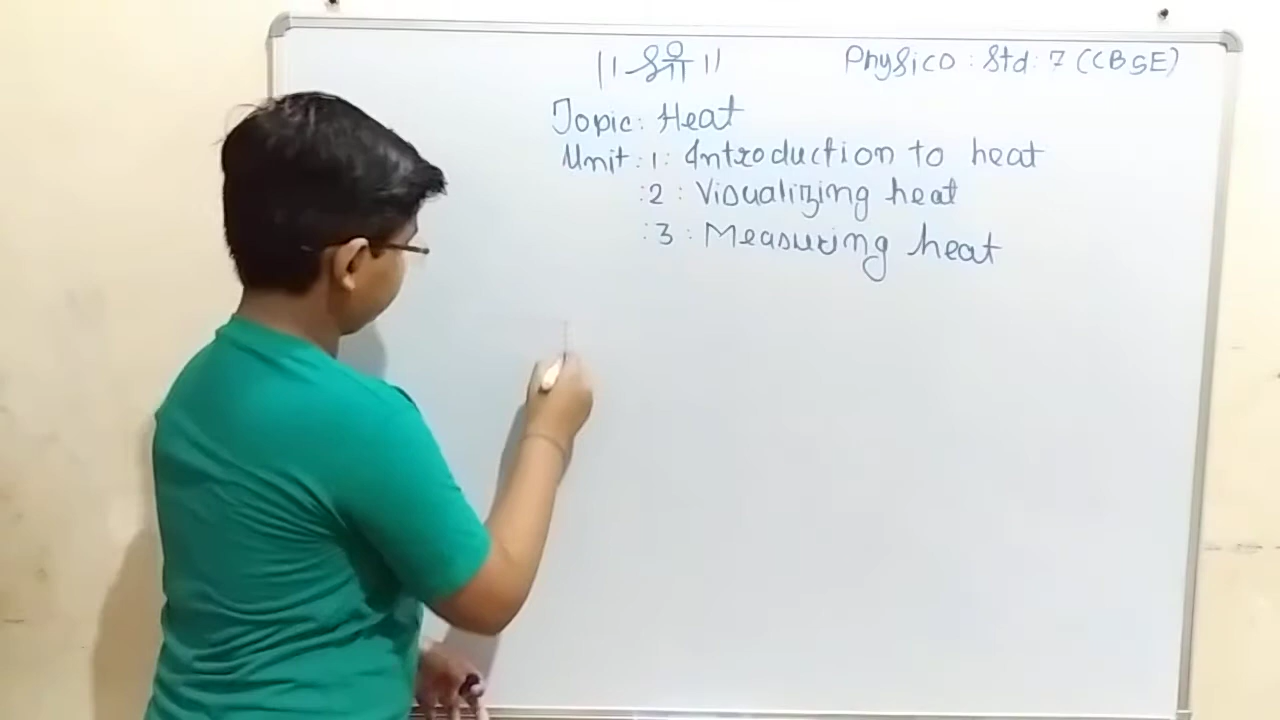 ॥ श्री ॥
Physics : Std: 7 (CBSE)
Topic: Heat
Unit: 1: Introduction to heat
:2: Visualizing heat
:3: Measuring heat